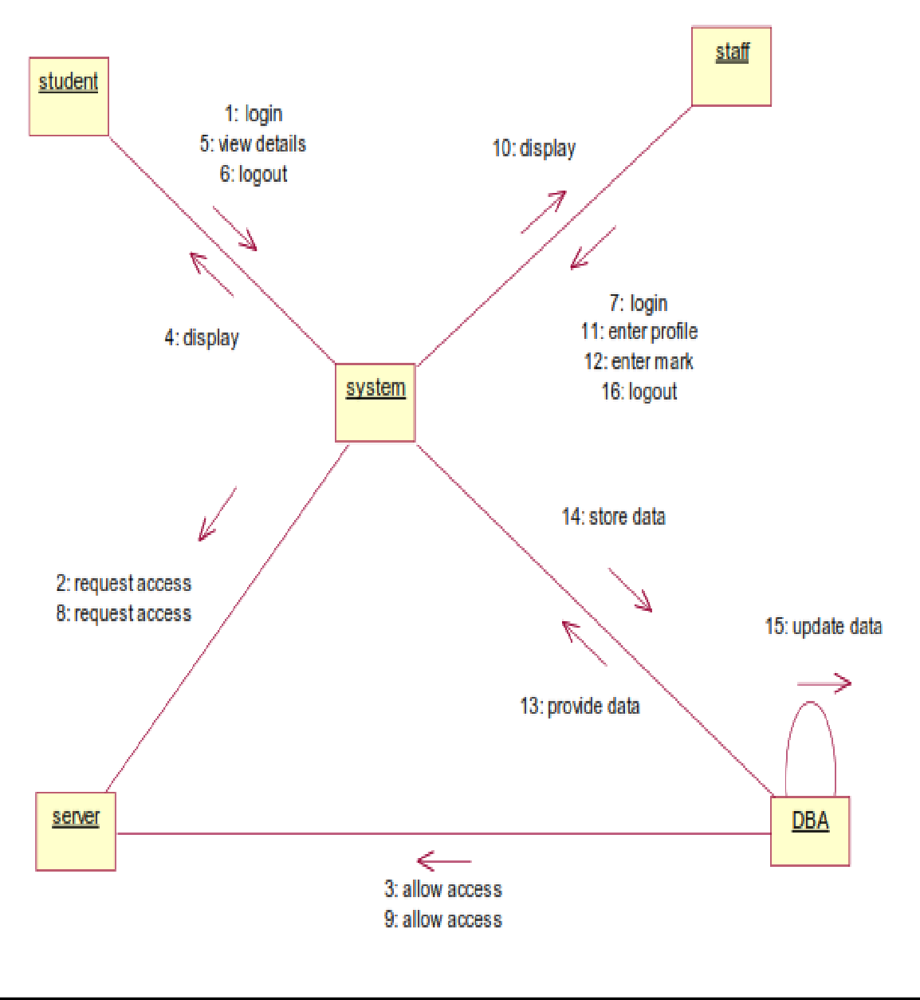 student
staff
1: login
5: view details
6: logout
10: display
4: display
7: login
11: enter profile
12: enter mark
16: logout
system
14: store data
2: request access
8: request access
15: update data
13: provide data
server
DBA
3: allow access
9: allow access